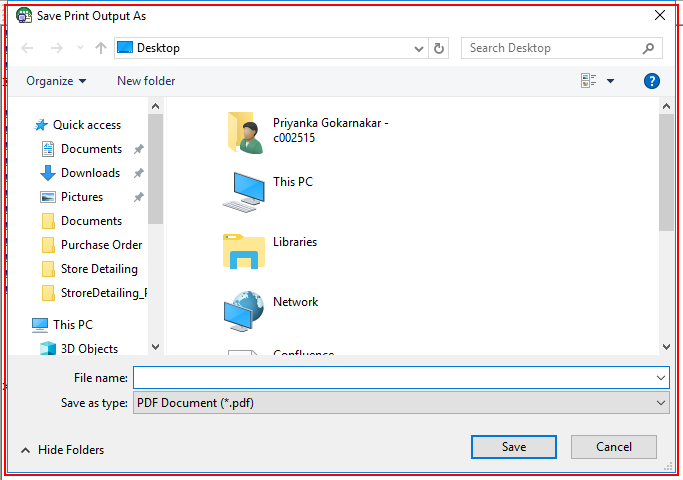 Save Print Output As
Desktop
Search Desktop
Organize
New folder
Quick access
Documents
Downloads
Pictures
Documents
Purchase Order
Store Detailing
StroreDetailing_
This PC
3D Objects
Priyanka Gokarnakar -
c002515
This PC
Libraries
Network
Confluence
File name:
Save as type: PDF Document (*.pdf)
Hide Folders
Save
Cancel